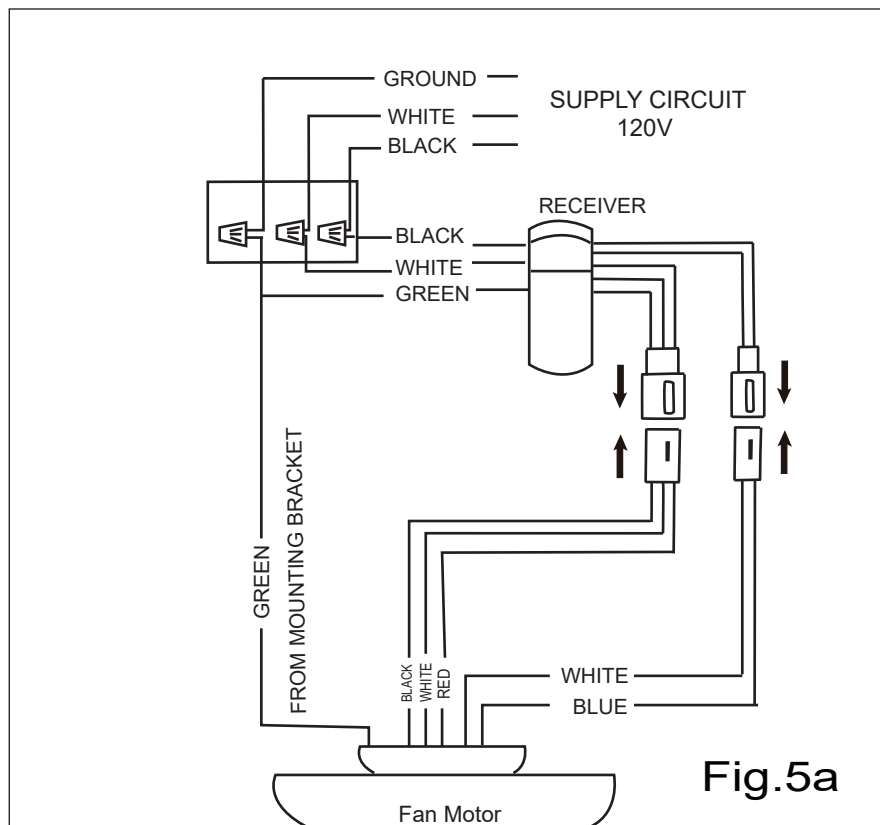 GROUND
WHITE
BLACK
SUPPLY CIRCUIT
120V
RECEIVER
BLACK
WHITE
GREEN
GREEN
FROM MOUNTING BRACKET
BLACK
WHITE
RED
WHITE
BLUE
Fig.5a
Fan Motor